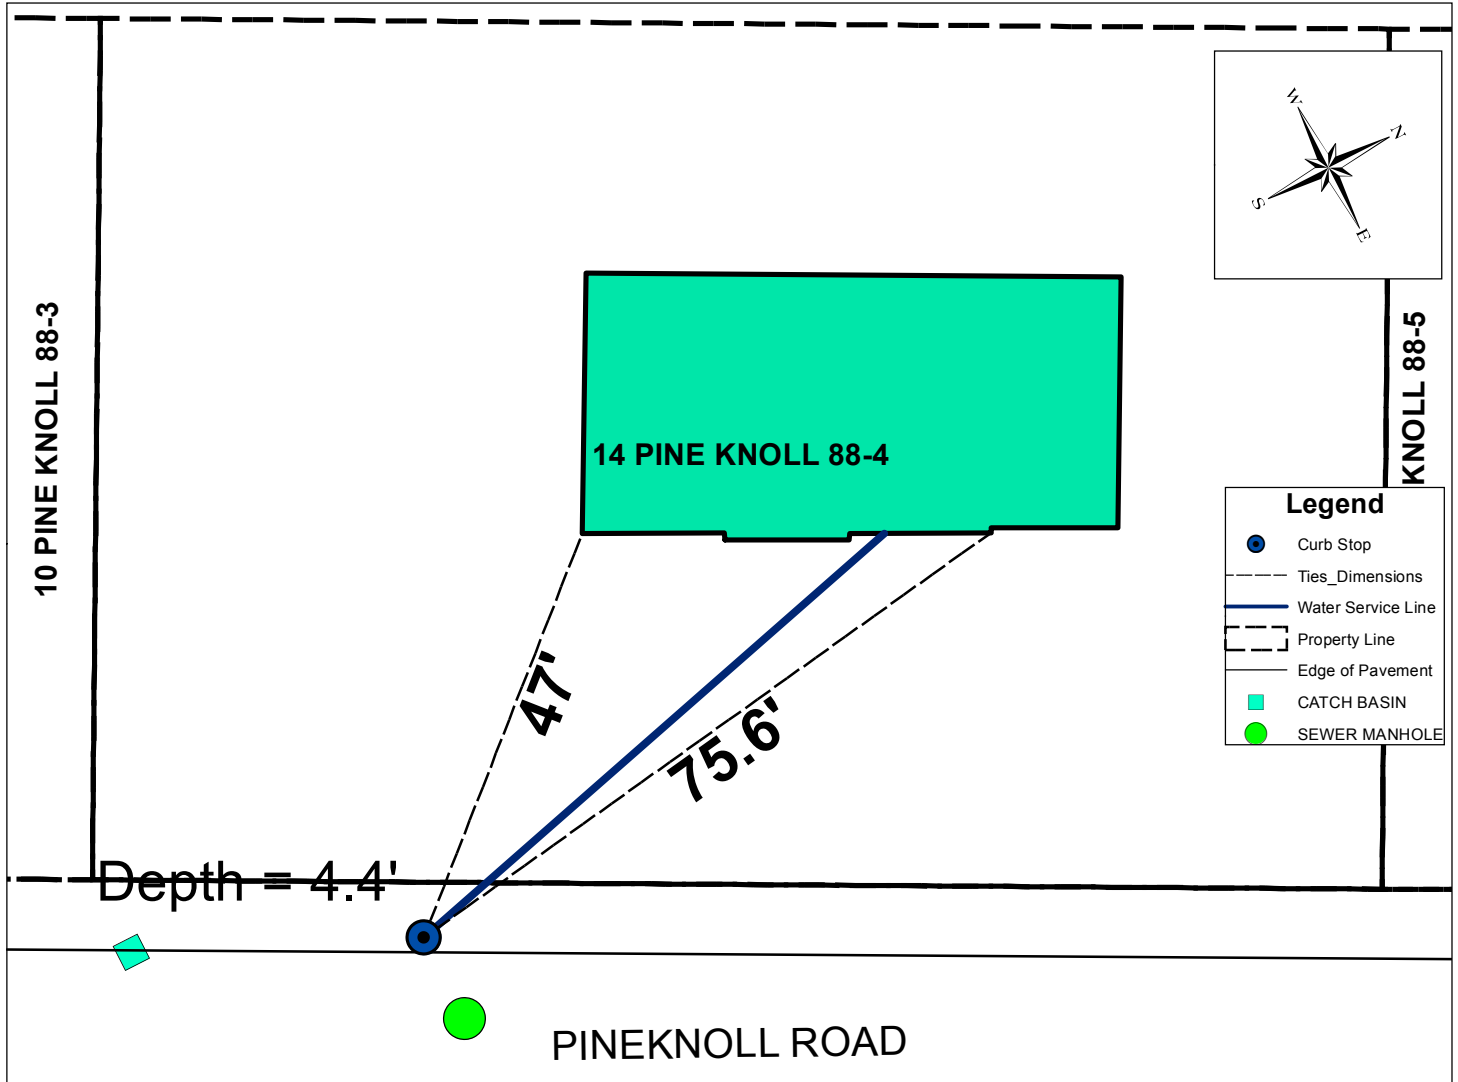 W
N
S
E
10 PINE KNOLL 88-3
KNOLL 88-5
14 PINE KNOLL 88-4
Legend
Curb Stop
Ties_Dimensions
Water Service Line
Property Line
Edge of Pavement
CATCH BASIN
SEWER MANHOLE
47'
75.6'
Depth = 4.4'
PINEKNOLL ROAD